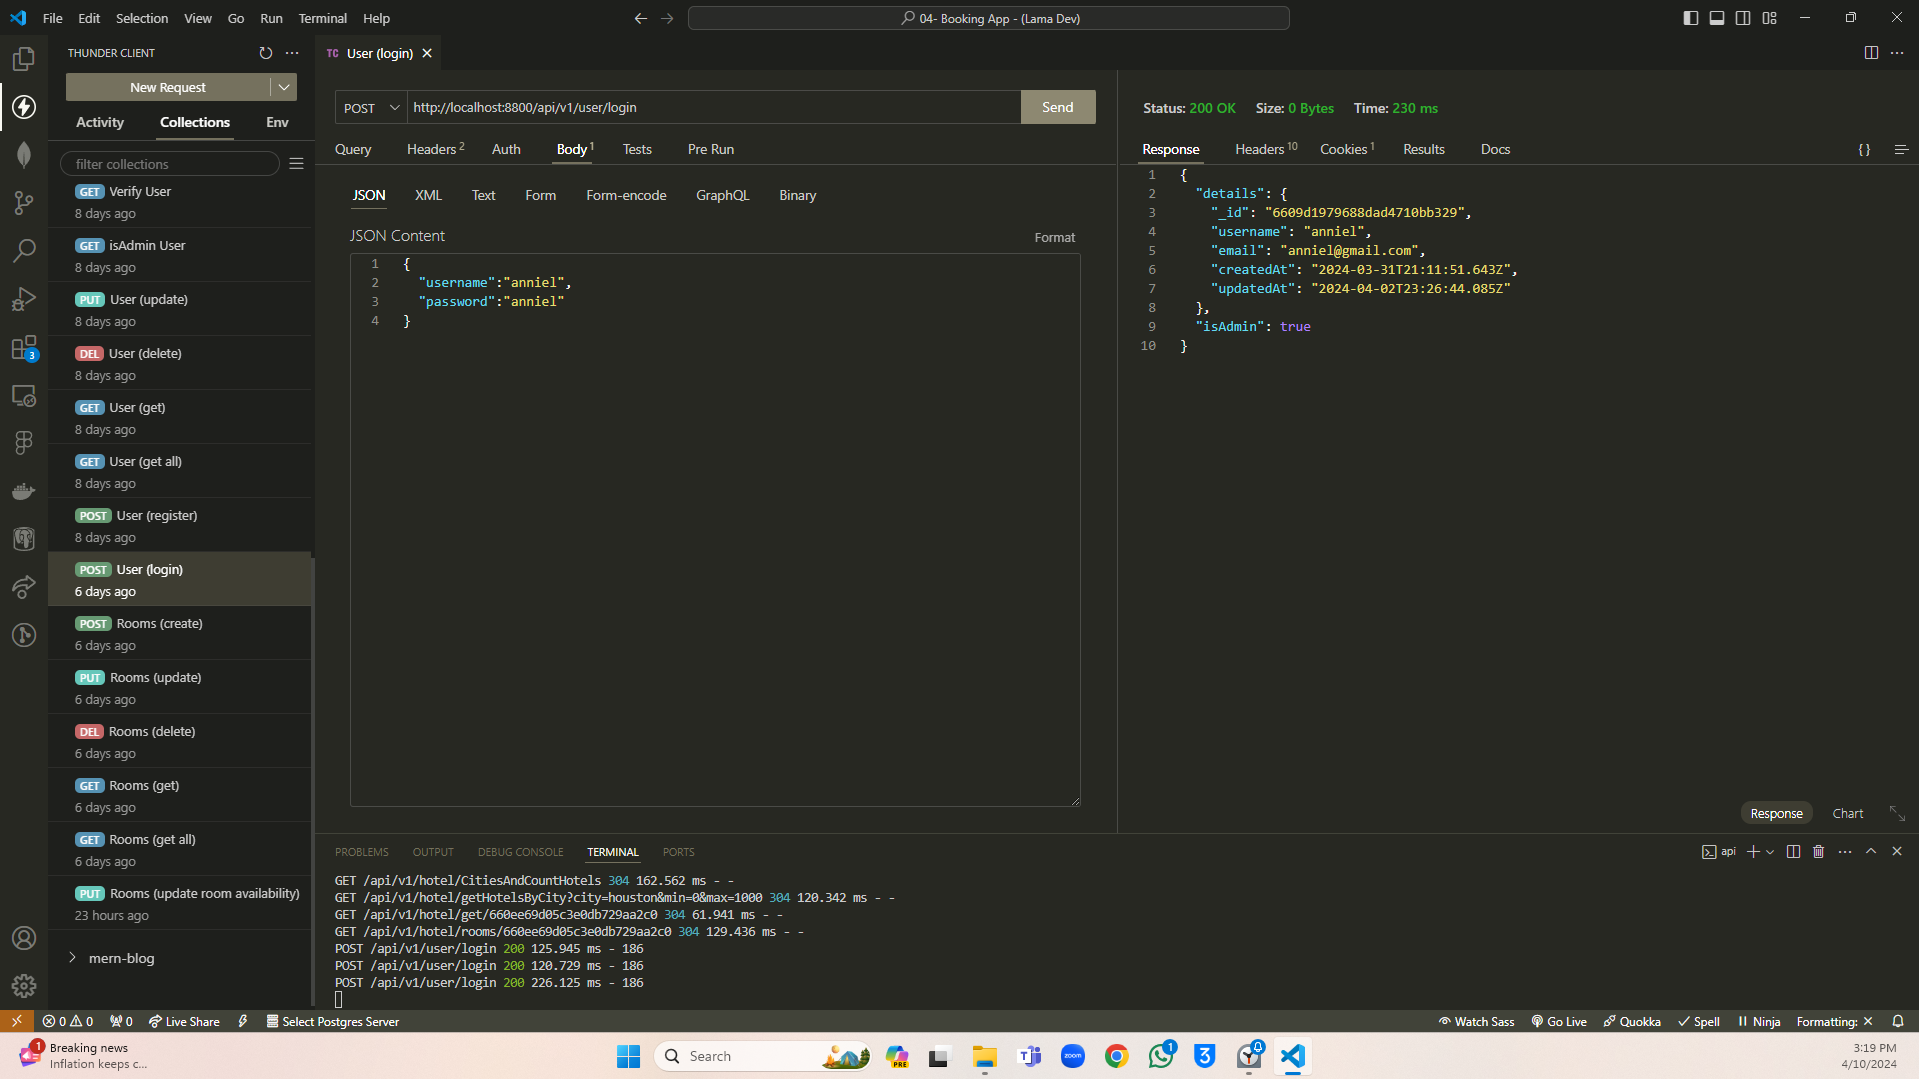 File Edit Selection View Go Run Terminal Help
04- Booking App - (Lama Dev)
THUNDER CLIENT
New Request
Activity Collections Env
filter collections
GET Verify User
8 days ago
GET isAdmin User
8 days ago
PUT User (update)
8 days ago
DEL User (delete)
8 days ago
GET User (get)
8 days ago
GET User (get all)
8 days ago
POST User (register)
8 days ago
POST User (login)
6 days ago
POST Rooms (create)
6 days ago
PUT Rooms (update)
6 days ago
DEL Rooms (delete)
6 days ago
GET Rooms (get)
6 days ago
GET Rooms (get all)
6 days ago
PUT Rooms (update room availability)
23 hours ago
mern-blog
3
TC User (login)
POST http://localhost:8800/api/v1/user/login Send
Query Headers 2 Auth Body 1 Tests Pre Run
JSON XML Text Form Form-encode GraphQL Binary
JSON Content Format
1 {
2 "username":"anniel",
3 "password":"anniel"
4 }
Status: 200 OK Size: 0 Bytes Time: 230 ms
Response Headers 10 Cookies 1 Results Docs {}
1 {
2 "details": {
3 "_id": "6609d1979688dad4710bb329",
4 "username": "anniel",
5 "email": "anniel@gmail.com",
6 "createdAt": "2024-03-31T21:11:51.643Z",
7 "updatedAt": "2024-04-02T23:26:44.085Z"
8 },
9 "isAdmin": true
10 }
Response Chart
PROBLEMS OUTPUT DEBUG CONSOLE TERMINAL PORTS
api
GET /api/v1/hotel/CitiesAndCountHotels 304 162.562 ms - -
GET /api/v1/hotel/getHotelsByCity?city=houston&min=0&max=1000 304 120.342 ms - -
GET /api/v1/hotel/get/660ee69d05c3e0db729aa2c0 304 61.941 ms - -
GET /api/v1/hotel/rooms/660ee69d05c3e0db729aa2c0 304 129.436 ms - -
POST /api/v1/user/login 200 125.945 ms - 186
POST /api/v1/user/login 200 120.729 ms - 186
POST /api/v1/user/login 200 226.125 ms - 186
0 0 0 Live Share Select Postgres Server
Watch Sass Go Live Quokka Spell Ninja Formatting:
1
Breaking news
Inflation keeps c...
Search
PRE
zoom
1
3
3:19 PM
4/10/2024